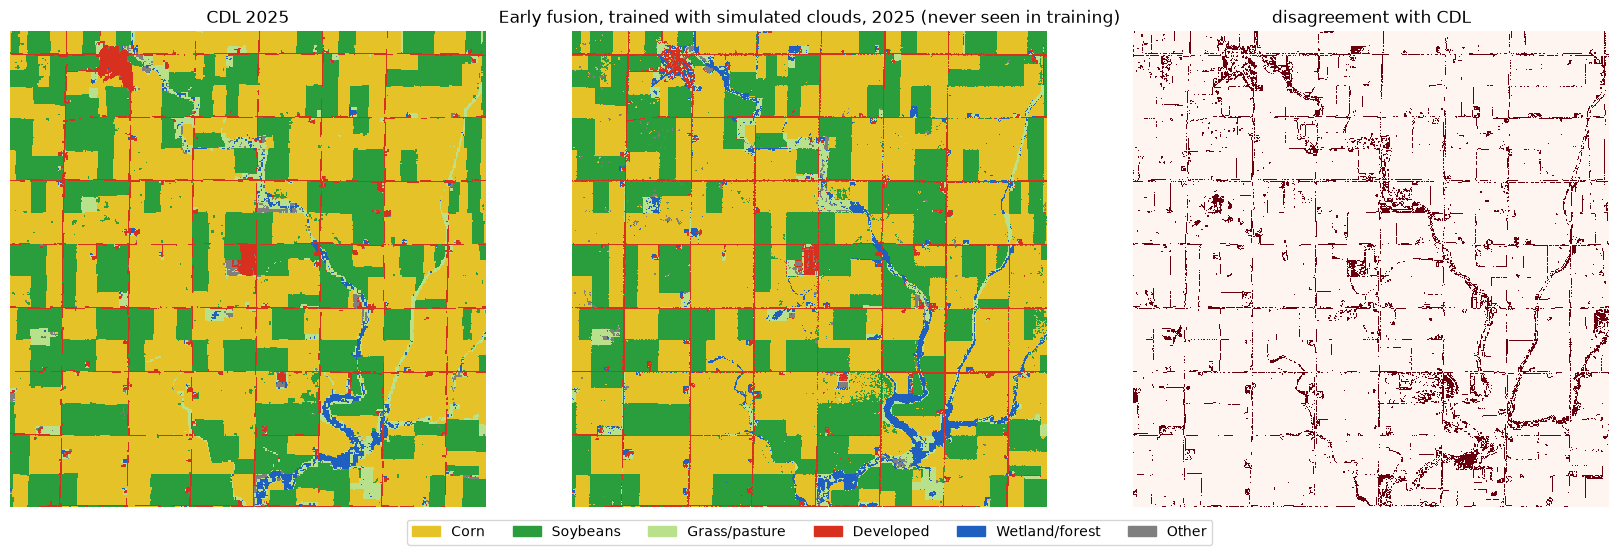 CDL 2025
Early fusion, trained with simulated clouds, 2025 (never seen in training)
disagreement with CDL
Corn
Soybeans
Grass/pasture
Developed
Wetland/forest
Other